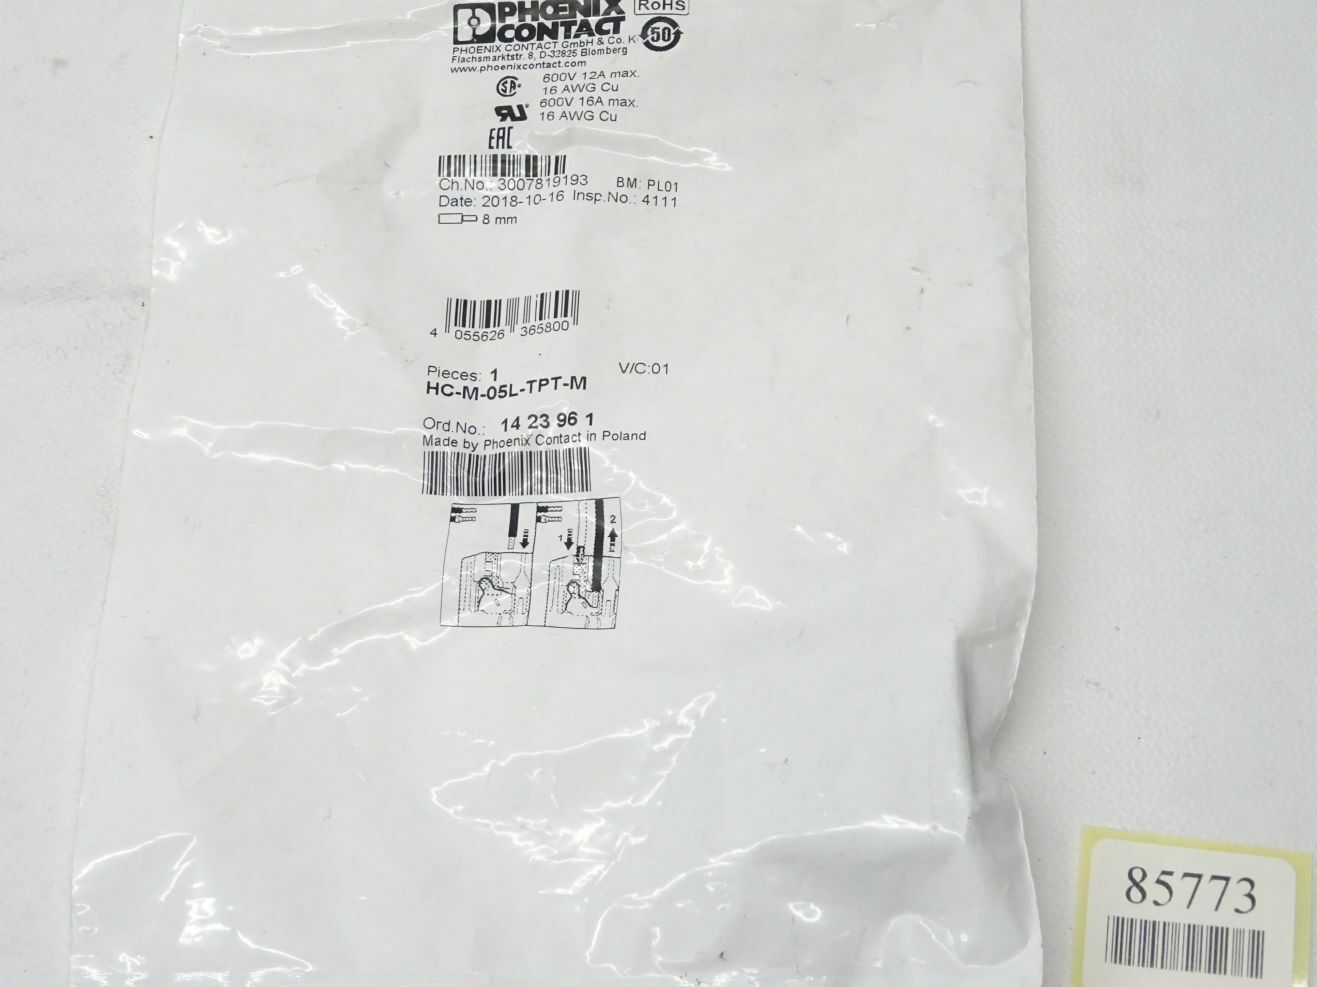 PHOENIX
CONTACT
RoHS
50
PHOENIX CONTACT GmbH & Co. K
Flachsmarktstr. 8, D-32825 Blomberg
www.phoenixcontact.com
600V 12A max.
16 AWG Cu
600V 16A max.
16 AWG Cu
EAC
Ch.No.: 3007819193 BM: PL01
Date: 2018-10-16 Insp.No.: 4111
8 mm
4 055626 365800
Pieces: 1 V/C:01
HC-M-05L-TPT-M
Ord.No.: 14 23 96 1
Made by Phoenix Contact in Poland
1 2
85773